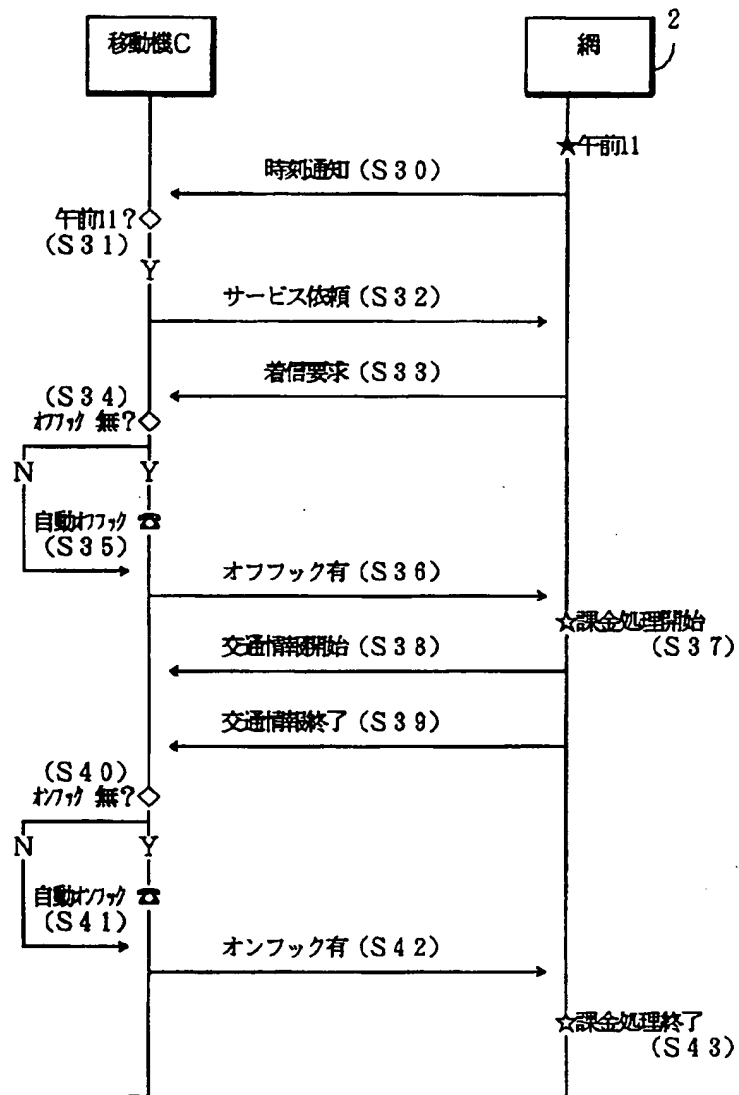 移動機C
網
2
★午前11
時刻通知(S30)
午前11?
(S31)
Y
サービス依頼(S32)
着信要求(S33)
(S34)
オフフック 無?
N
Y
自動オフフック
(S35)
オフフック有(S36)
☆課金処理開始
(S37)
交通情報開始(S38)
交通情報終了(S39)
(S40)
オンフック 無?
N
Y
自動オンフック
(S41)
オンフック有(S42)
☆課金処理終了
(S43)